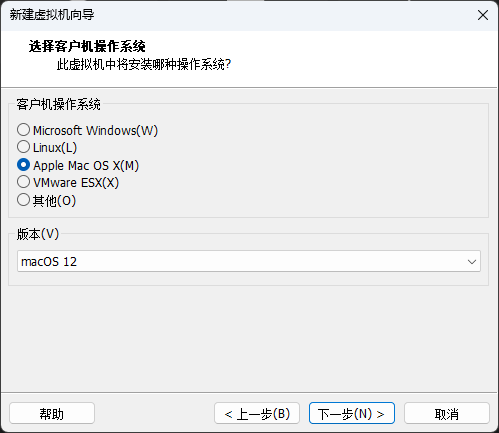 新建虚拟机向导
选择客户机操作系统
此虚拟机中将安装哪种操作系统?
客户机操作系统
Microsoft Windows(W)
Linux(L)
Apple Mac OS X(M)
VMware ESX(X)
其他(O)
版本(V)
macOS 12
帮助
< 上一步(B)
下一步(N) >
取消